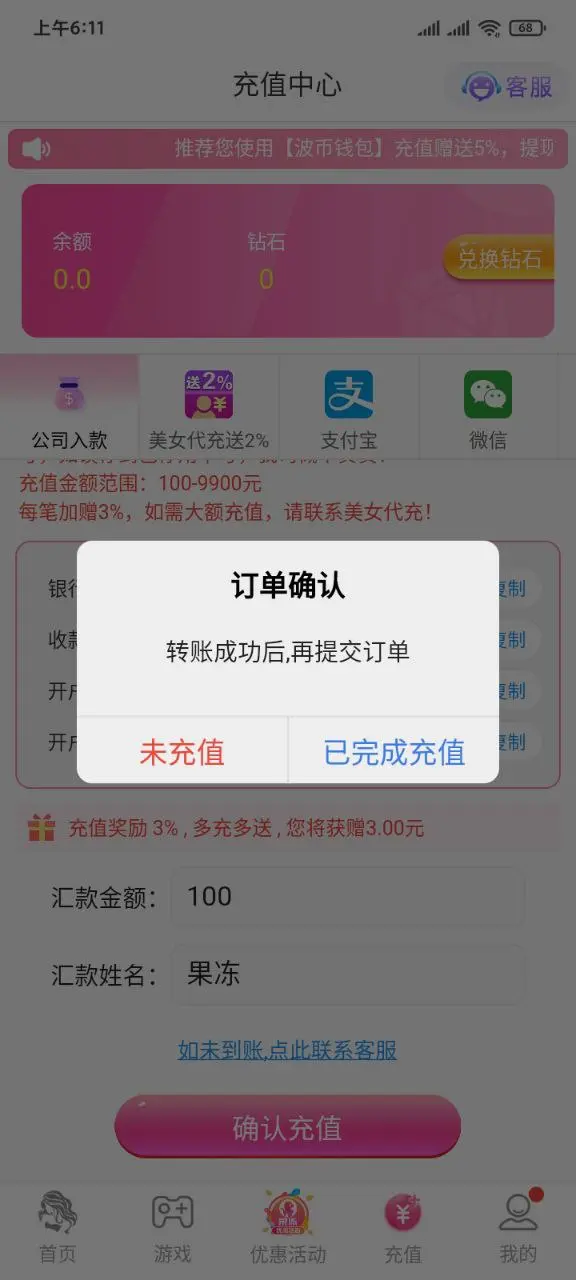 上午6:11
68
充值中心
客服
推荐您使用【波币钱包】充值赠送5%，提现
余额
钻石
0.0
0
兑换钻石
送2%
公司入款
美女代充送2%
支付宝
微信
充值金额范围：100-9900元
每笔加赠3%，如需大额充值，请联系美女代充！
银行
复制
收款
复制
开户
复制
开户
复制
订单确认
转账成功后,再提交订单
未充值
已完成充值
充值奖励 3% , 多充多送 , 您将获赠3.00元
汇款金额：
100
汇款姓名：
果冻
如未到账,点此联系客服
确认充值
首页
游戏
优惠活动
充值
我的